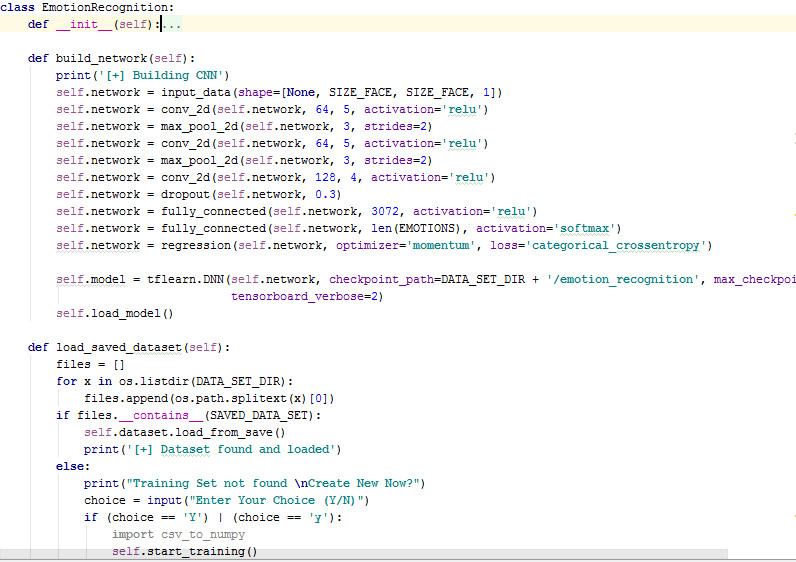 class EmotionRecognition:
    def __init__(self):...
    def build_network(self):
        print('[+] Building CNN')
        self.network = input_data(shape=[None, SIZE_FACE, SIZE_FACE, 1])
        self.network = conv_2d(self.network, 64, 5, activation='relu')
        self.network = max_pool_2d(self.network, 3, strides=2)
        self.network = conv_2d(self.network, 64, 5, activation='relu')
        self.network = max_pool_2d(self.network, 3, strides=2)
        self.network = conv_2d(self.network, 128, 4, activation='relu')
        self.network = dropout(self.network, 0.3)
        self.network = fully_connected(self.network, 3072, activation='relu')
        self.network = fully_connected(self.network, len(EMOTIONS), activation='softmax')
        self.network = regression(self.network, optimizer='momentum', loss='categorical_crossentropy')
        self.model = tflearn.DNN(self.network, checkpoint_path=DATA_SET_DIR + '/emotion_recognition', max_checkpoi
                                 tensorboard_verbose=2)
        self.load_model()
    def load_saved_dataset(self):
        files = []
        for x in os.listdir(DATA_SET_DIR):
            files.append(os.path.splitext(x)[0])
        if files.__contains__(SAVED_DATA_SET):
            self.dataset.load_from_save()
            print('[+] Dataset found and loaded')
        else:
            print("Training Set not found \nCreate New Now?")
            choice = input("Enter Your Choice (Y/N)")
            if (choice == 'Y') | (choice == 'y'):
                import csv_to_numpy
                self.start_training()